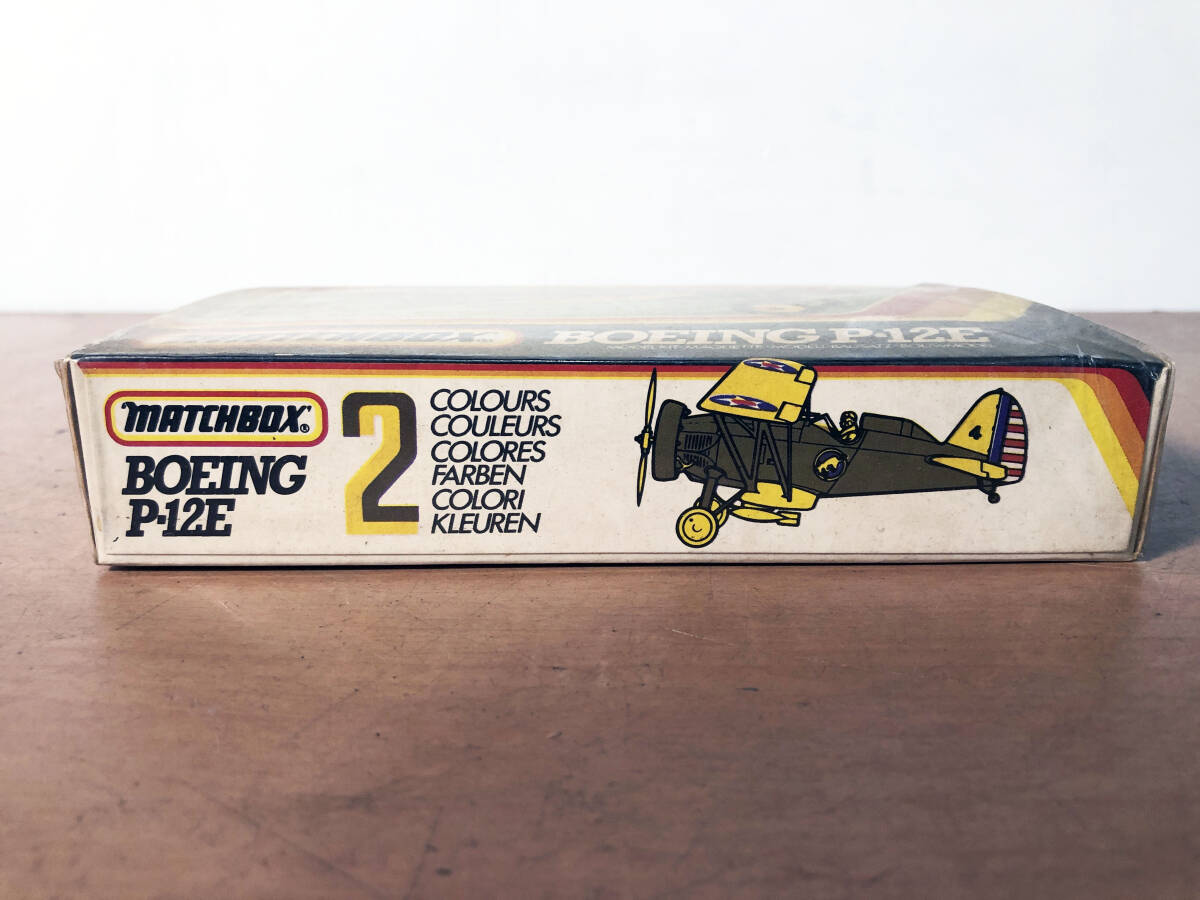 MATCHBOX BOEING P-12E
MATCHBOX®
BOEING
P-12E
2
COLOURS
COULEURS
COLORES
FARBEN
COLORI
KLEUREN
4